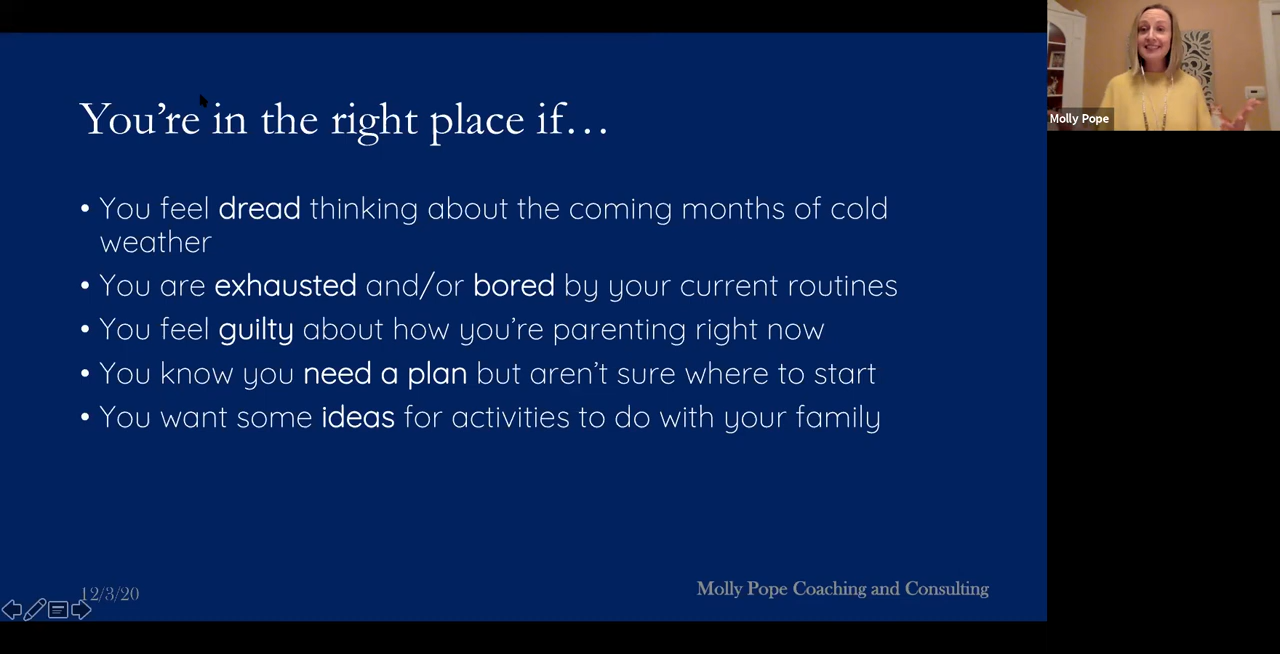 You're in the right place if…
• You feel dread thinking about the coming months of cold
weather
• You are exhausted and/or bored by your current routines
• You feel guilty about how you're parenting right now
• You know you need a plan but aren't sure where to start
• You want some ideas for activities to do with your family
12/3/20
Molly Pope Coaching and Consulting
Molly Pope